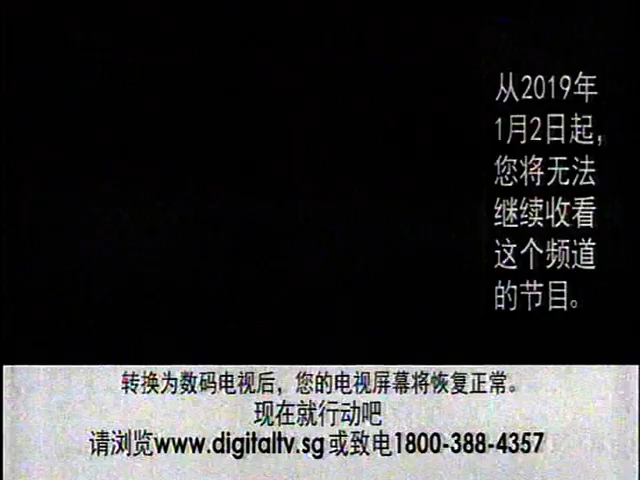 从2019年
1月2日起，
您将无法
继续收看
这个频道
的节目。
转换为数码电视后，您的电视屏幕将恢复正常。
现在就行动吧
请浏览www.digitaltv.sg或致电1800-388-4357